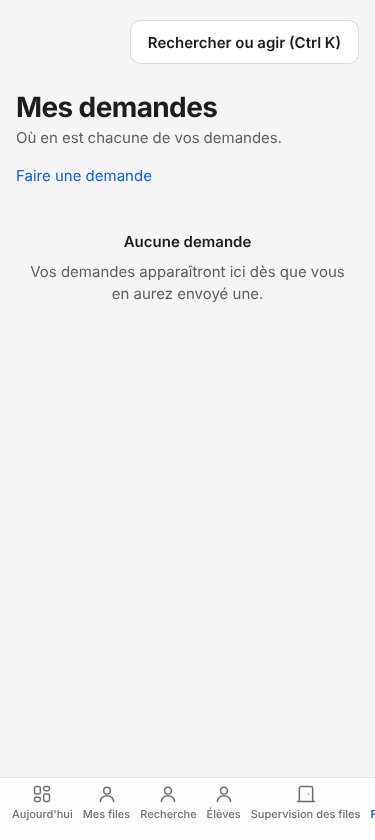 Rechercher ou agir (Ctrl K)
Mes demandes
Où en est chacune de vos demandes.
Faire une demande
Aucune demande
Vos demandes apparaîtront ici dès que vous
en aurez envoyé une.
Aujourd'hui
Mes files
Recherche
Élèves
Supervision des files